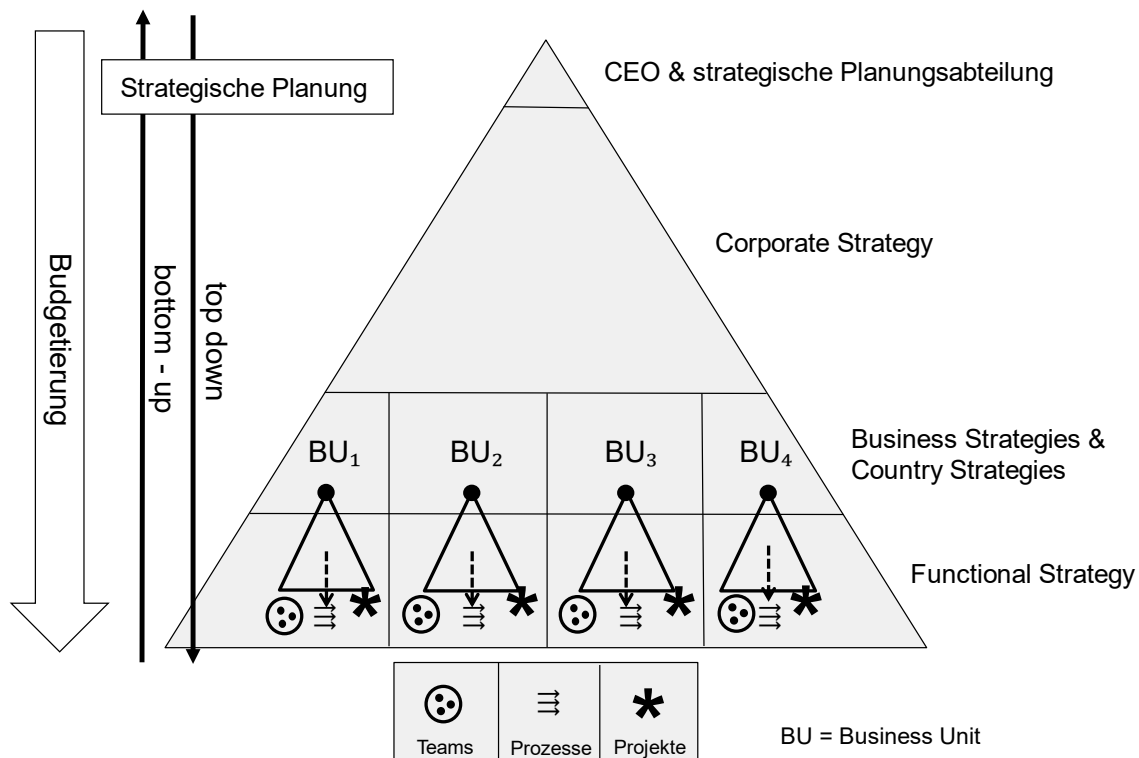 Strategische Planung
CEO & strategische Planungsabteilung
Budgetierung
bottom - up
top down
Corporate Strategy
BU₁
BU₂
BU₃
BU₄
Business Strategies &
Country Strategies
Functional Strategy
Teams
Prozesse
Projekte
BU = Business Unit